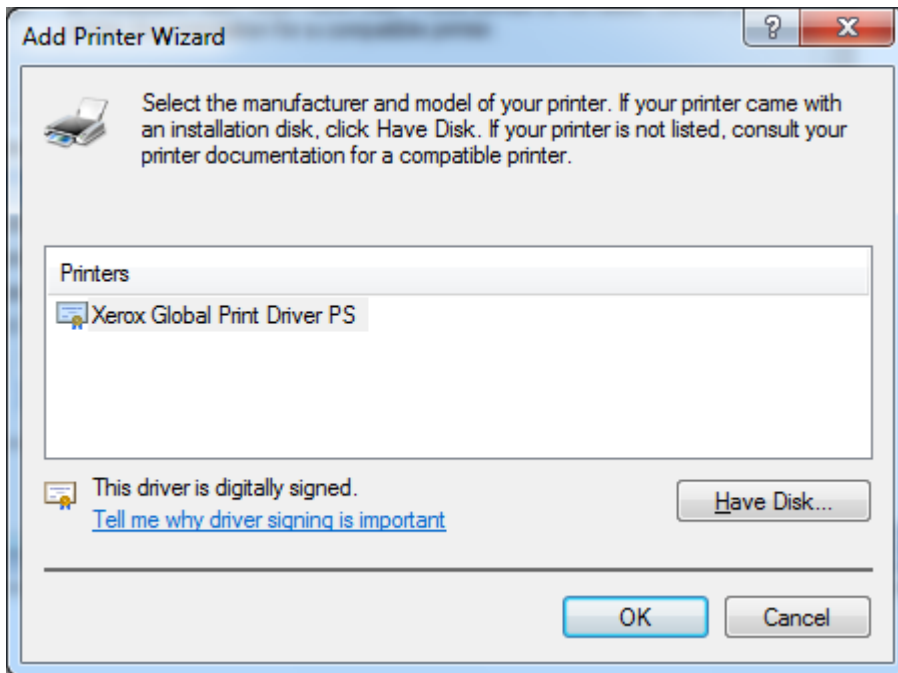 Add Printer Wizard
Select the manufacturer and model of your printer. If your printer came with
an installation disk, click Have Disk. If your printer is not listed, consult your
printer documentation for a compatible printer.
Printers
Xerox Global Print Driver PS
This driver is digitally signed.
Tell me why driver signing is important
Have Disk...
OK
Cancel